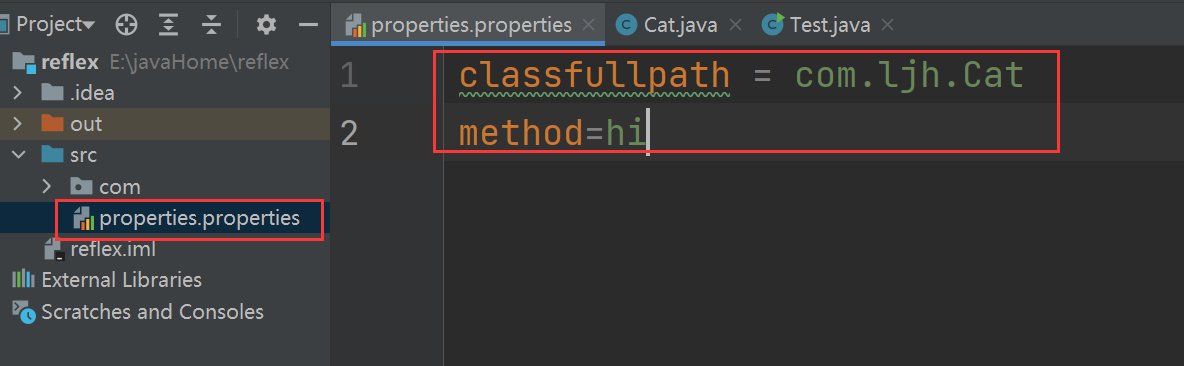 Project
properties.properties
Cat.java
Test.java
reflex E:\javaHome\reflex
.idea
out
src
com
properties.properties
reflex.iml
External Libraries
Scratches and Consoles
1 classfullpath = com.ljh.Cat
2 method=hi